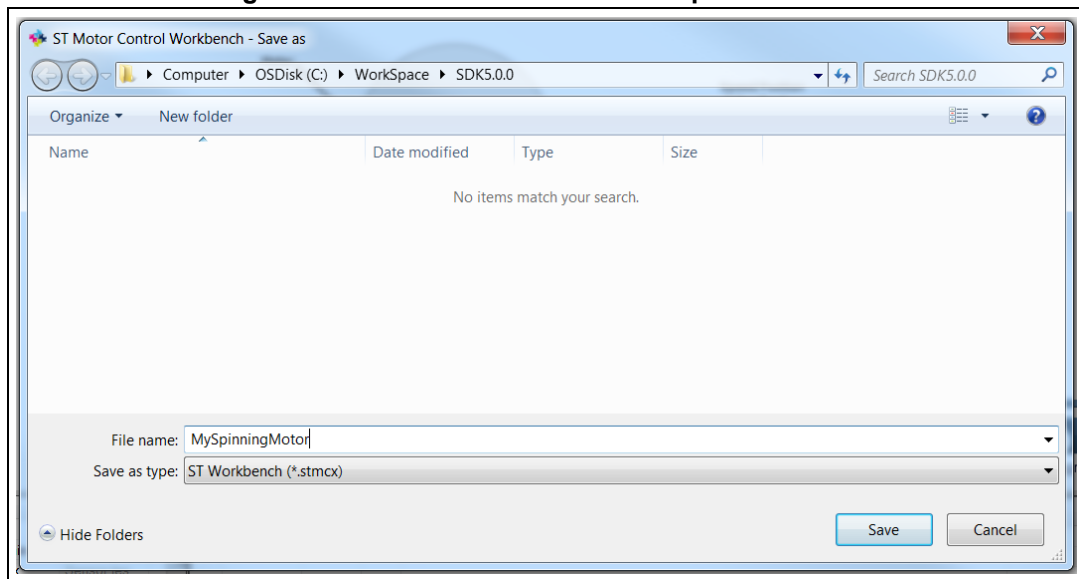 ST Motor Control Workbench - Save as
Computer OSDisk (C:) WorkSpace SDK5.0.0 Search SDK5.0.0
Organize New folder
Name Date modified Type Size
No items match your search.
File name: MySpinningMotor
Save as type: ST Workbench (*.stmcx)
Hide Folders Save Cancel